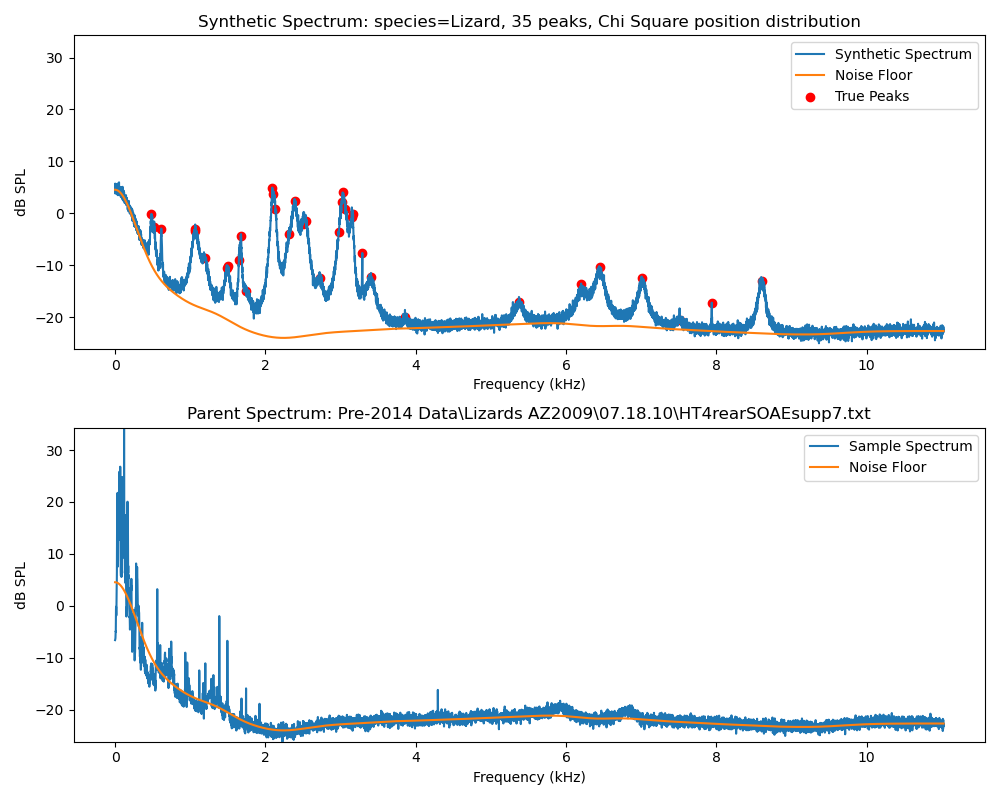 Synthetic Spectrum: species=Lizard, 35 peaks, Chi Square position distribution
30
20
10
0
−10
−20
dB SPL
Synthetic Spectrum
Noise Floor
True Peaks
0 2 4 6 8 10
Frequency (kHz)
Parent Spectrum: Pre-2014 Data\Lizards AZ2009\07.18.10\HT4rearSOAEsupp7.txt
30
20
10
0
−10
−20
dB SPL
Sample Spectrum
Noise Floor
0 2 4 6 8 10
Frequency (kHz)